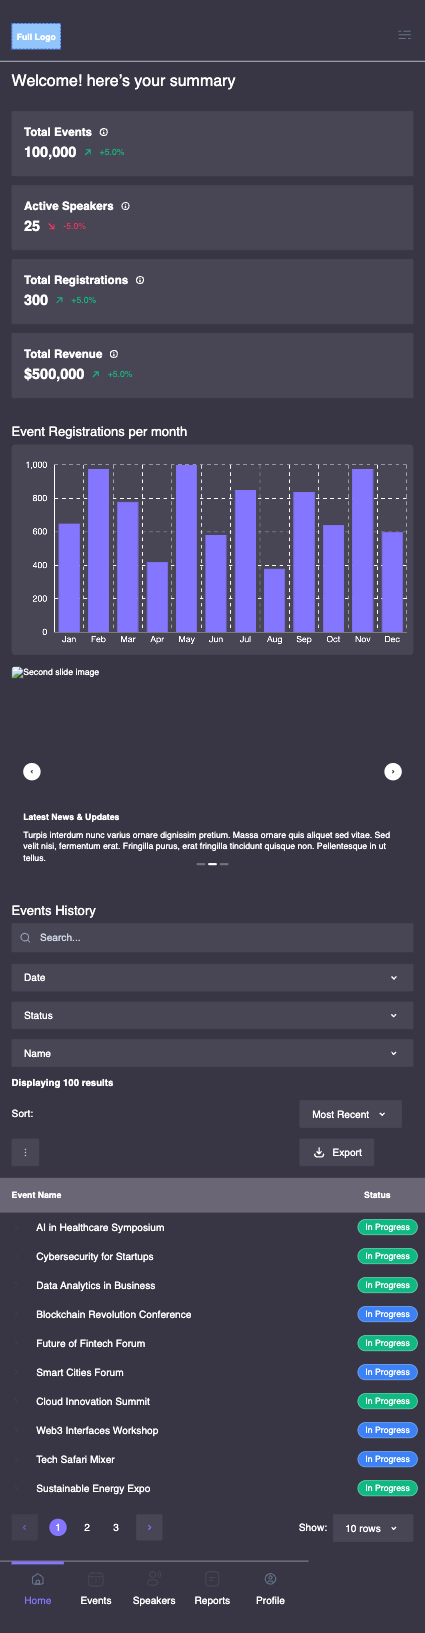 Full Logo
Welcome! here's your summary
Total Events
100,000 +5.0%
Active Speakers
25 -5.0%
Total Registrations
300 +5.0%
Total Revenue
$500,000 +5.0%
Event Registrations per month
1,000
800
600
400
200
0
Jan Feb Mar Apr May Jun Jul Aug Sep Oct Nov Dec
Second slide image
Latest News & Updates
Turpis interdum nunc varius ornare dignissim pretium. Massa ornare quis aliquet sed vitae. Sed
velit nisi, fermentum erat. Fringilla purus, erat fringilla tincidunt quisque non. Pellentesque in ut
tellus.
Events History
Search...
Date
Status
Name
Displaying 100 results
Sort: Most Recent
Export
Event Name Status
AI in Healthcare Symposium In Progress
Cybersecurity for Startups In Progress
Data Analytics in Business In Progress
Blockchain Revolution Conference In Progress
Future of Fintech Forum In Progress
Smart Cities Forum In Progress
Cloud Innovation Summit In Progress
Web3 Interfaces Workshop In Progress
Tech Safari Mixer In Progress
Sustainable Energy Expo In Progress
1 2 3 Show: 10 rows
Home Events Speakers Reports Profile